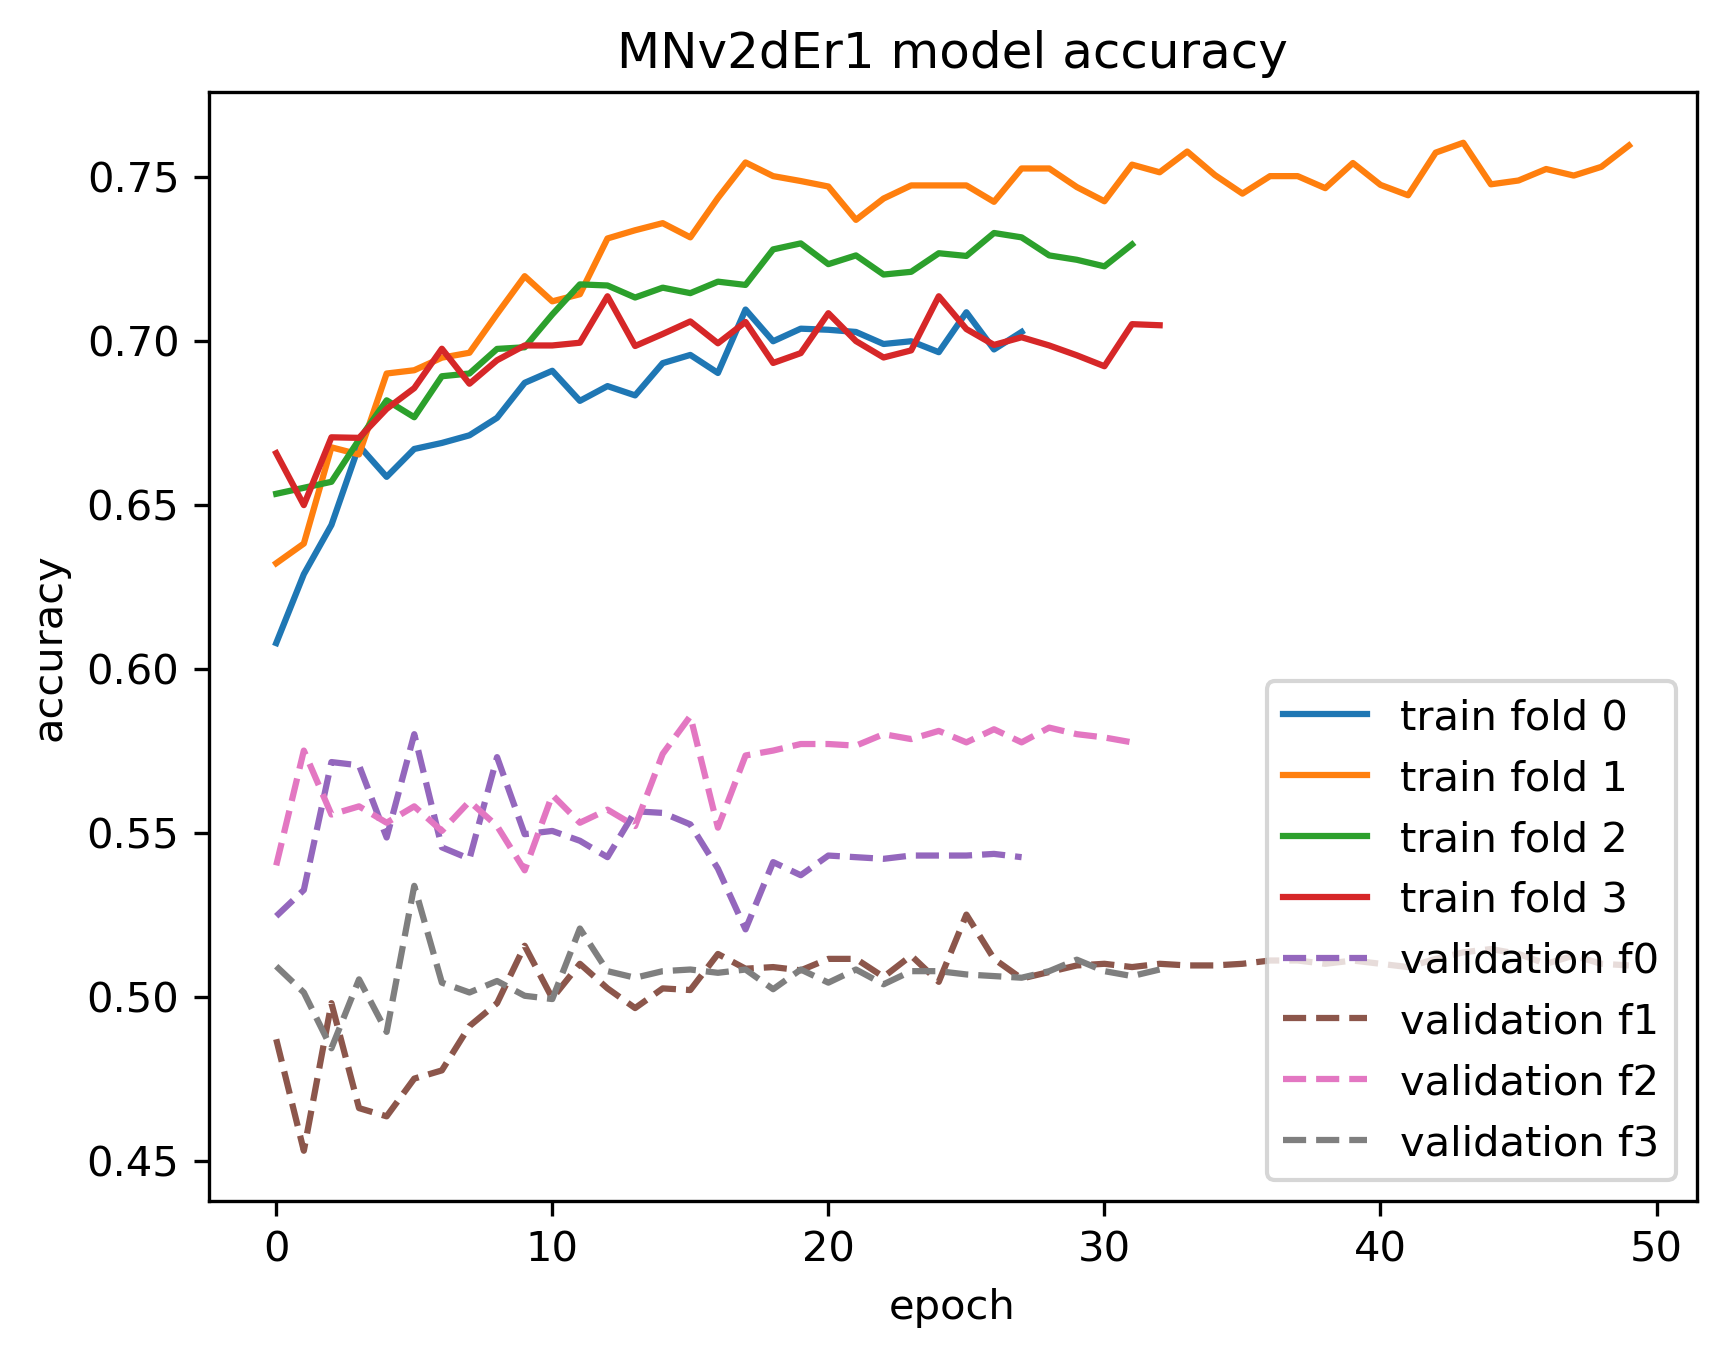 MNv2dEr1 model accuracy
accuracy
0.75
0.70
0.65
0.60
0.55
0.50
0.45
train fold 0
train fold 1
train fold 2
train fold 3
validation f0
validation f1
validation f2
validation f3
0 10 20 30 40 50
epoch